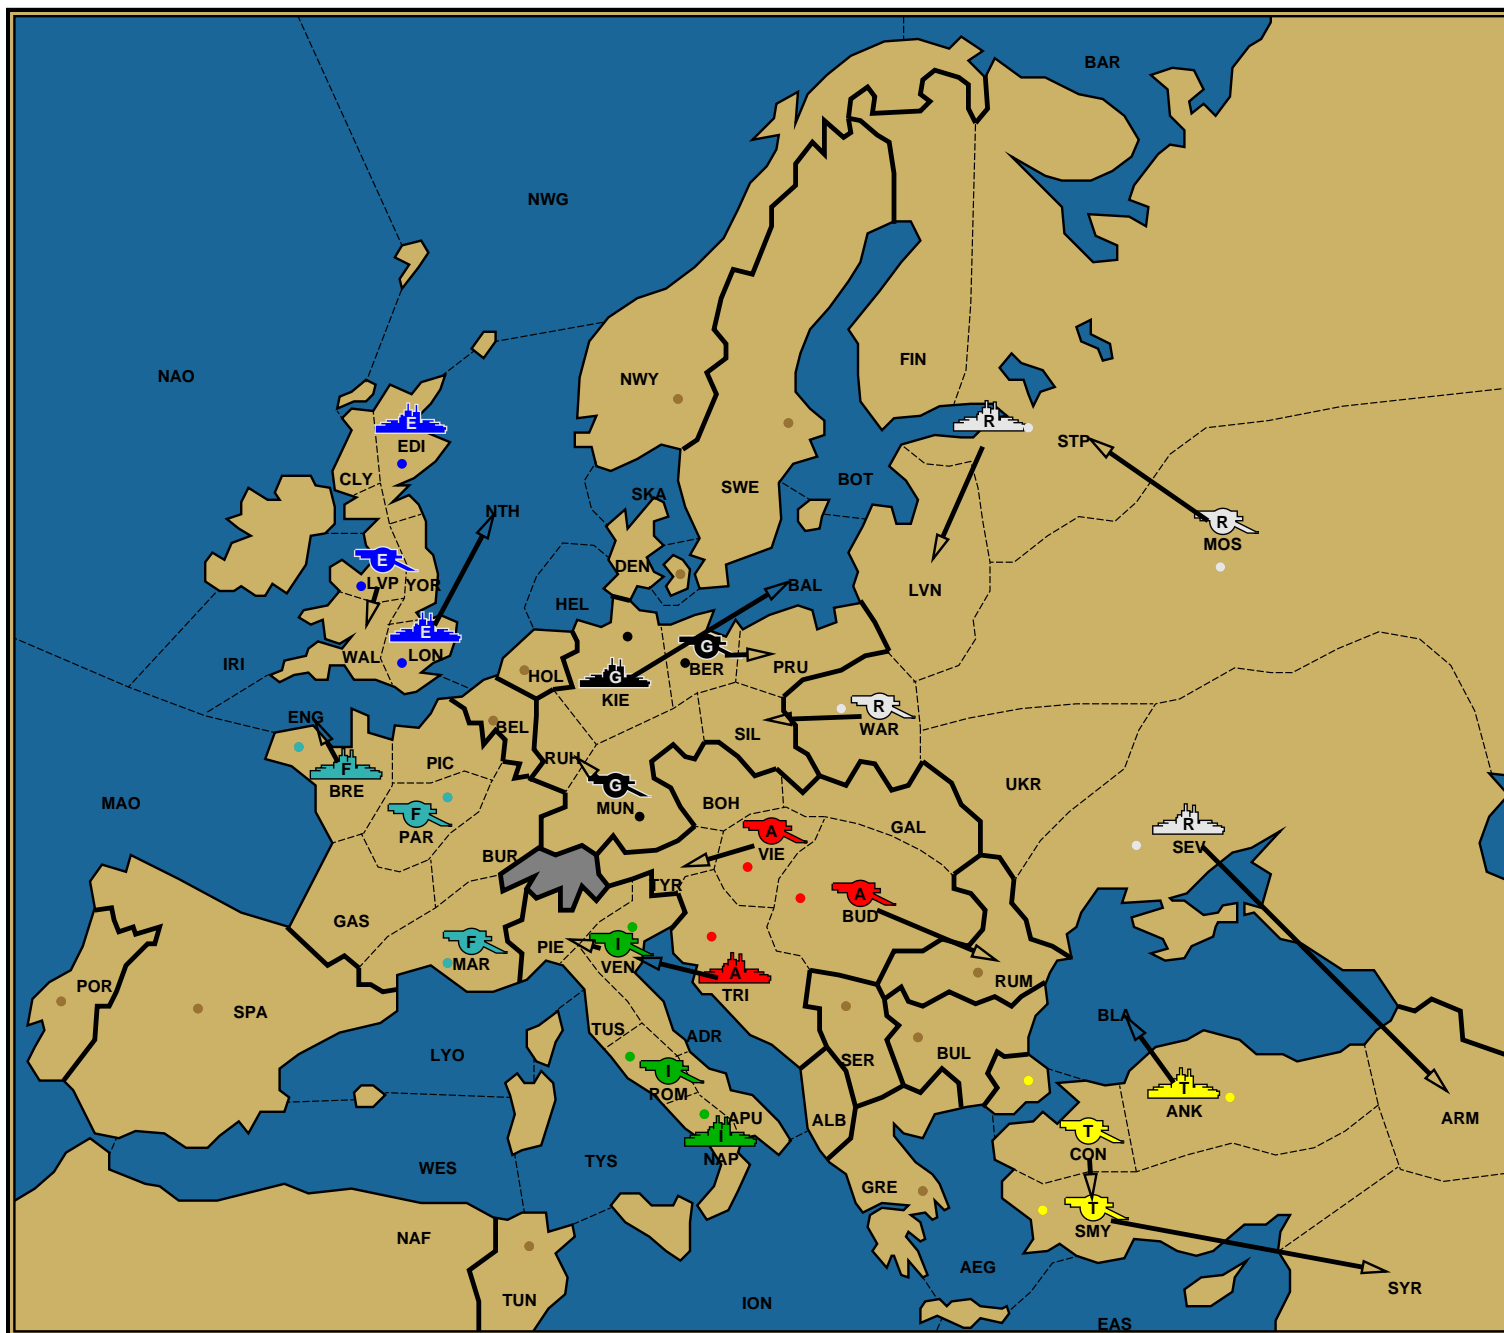 BAR
NWG
NAO
FIN
NWY
E
R
EDI
STP
CLY
SWE
BOT
SKA
NTH
R
MOS
E
DEN
LVP
YOR
BAL
LVN
HEL
E
IRI
WAL
LON
G
BER
PRU
HOL
G
KIE
R
WAR
ENG
BEL
SIL
RUH
PIC
F
BRE
G
MUN
UKR
MAO
BOH
F
PAR
A
VIE
GAL
R
SEV
BUR
TYR
A
BUD
GAS
F
MAR
PIE
I
VEN
A
TRI
RUM
POR
SPA
TUS
ADR
BLA
LYO
SER
BUL
I
ROM
T
ANK
APU
ALB
ARM
I
NAP
T
CON
WES
TYS
GRE
T
SMY
NAF
AEG
SYR
TUN
ION
EAS